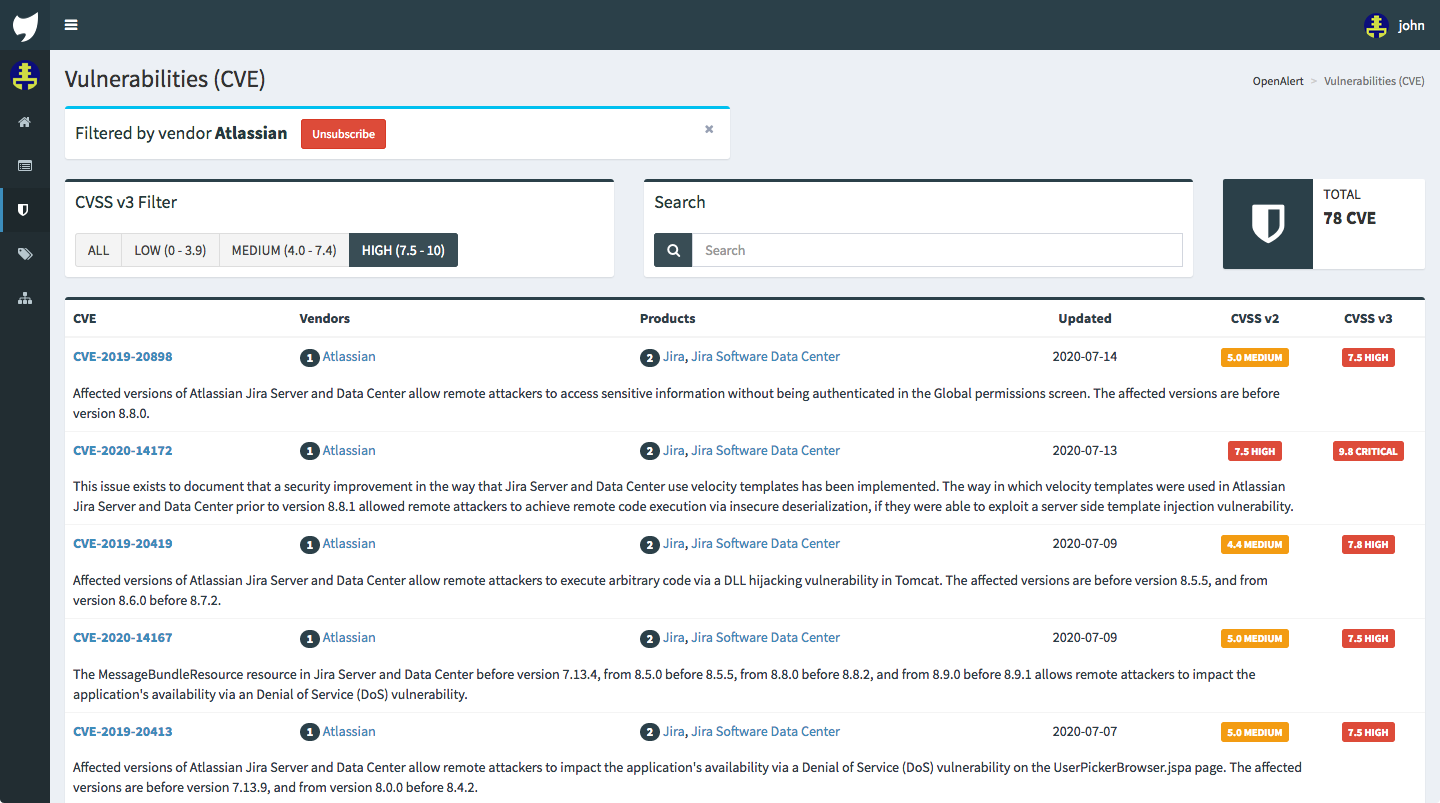 john
Vulnerabilities (CVE)
OpenAlert > Vulnerabilities (CVE)
Filtered by vendor Atlassian Unsubscribe ×
CVSS v3 Filter
ALL LOW (0 - 3.9) MEDIUM (4.0 - 7.4) HIGH (7.5 - 10)
Search
Search
TOTAL
78 CVE
CVE Vendors Products Updated CVSS v2 CVSS v3
CVE-2019-20898 1 Atlassian 2 Jira, Jira Software Data Center 2020-07-14 5.0 MEDIUM 7.5 HIGH
Affected versions of Atlassian Jira Server and Data Center allow remote attackers to access sensitive information without being authenticated in the Global permissions screen. The affected versions are before
version 8.8.0.
CVE-2020-14172 1 Atlassian 2 Jira, Jira Software Data Center 2020-07-13 7.5 HIGH 9.8 CRITICAL
This issue exists to document that a security improvement in the way that Jira Server and Data Center use velocity templates has been implemented. The way in which velocity templates were used in Atlassian
Jira Server and Data Center prior to version 8.8.1 allowed remote attackers to achieve remote code execution via insecure deserialization, if they were able to exploit a server side template injection vulnerability.
CVE-2019-20419 1 Atlassian 2 Jira, Jira Software Data Center 2020-07-09 4.4 MEDIUM 7.8 HIGH
Affected versions of Atlassian Jira Server and Data Center allow remote attackers to execute arbitrary code via a DLL hijacking vulnerability in Tomcat. The affected versions are before version 8.5.5, and from
version 8.6.0 before 8.7.2.
CVE-2020-14167 1 Atlassian 2 Jira, Jira Software Data Center 2020-07-09 5.0 MEDIUM 7.5 HIGH
The MessageBundleResource resource in Jira Server and Data Center before version 7.13.4, from 8.5.0 before 8.5.5, from 8.8.0 before 8.8.2, and from 8.9.0 before 8.9.1 allows remote attackers to impact the
application's availability via an Denial of Service (DoS) vulnerability.
CVE-2019-20413 1 Atlassian 2 Jira, Jira Software Data Center 2020-07-07 5.0 MEDIUM 7.5 HIGH
Affected versions of Atlassian Jira Server and Data Center allow remote attackers to impact the application's availability via a Denial of Service (DoS) vulnerability on the UserPickerBrowser.jspa page. The affected
versions are before version 7.13.9, and from version 8.0.0 before 8.4.2.